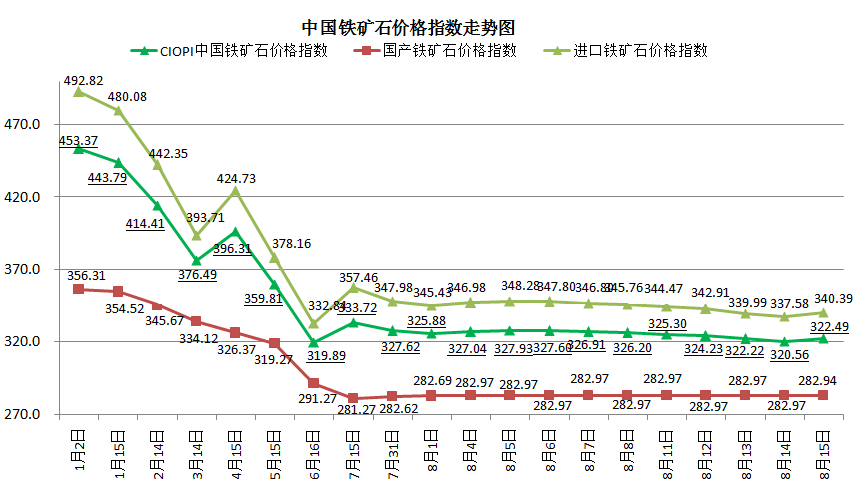 中国铁矿石价格指数走势图
CIOPI中国铁矿石价格指数 国产铁矿石价格指数 进口铁矿石价格指数
492.82 480.08 442.35 393.71 424.73 378.16 332.84 357.46 347.98 345.43 346.98 348.28 347.80 346.80 345.76 344.47 342.91 339.99 337.58 340.39
453.37 443.79 414.41 376.49 396.31 359.81 319.89 333.72 327.62 325.88 327.04 327.93 327.60 326.91 326.20 325.30 324.23 322.22 320.56 322.49
356.31 354.52 345.67 334.12 326.37 319.27 291.27 281.27 282.62 282.69 282.97 282.97 282.97 282.97 282.97 282.97 282.97 282.97 282.97 282.94
470.0
420.0
370.0
320.0
270.0
1月2日 1月15日 2月14日 3月14日 4月15日 5月15日 6月16日 7月15日 7月31日 8月1日 8月4日 8月5日 8月6日 8月7日 8月8日 8月11日 8月12日 8月13日 8月14日 8月15日